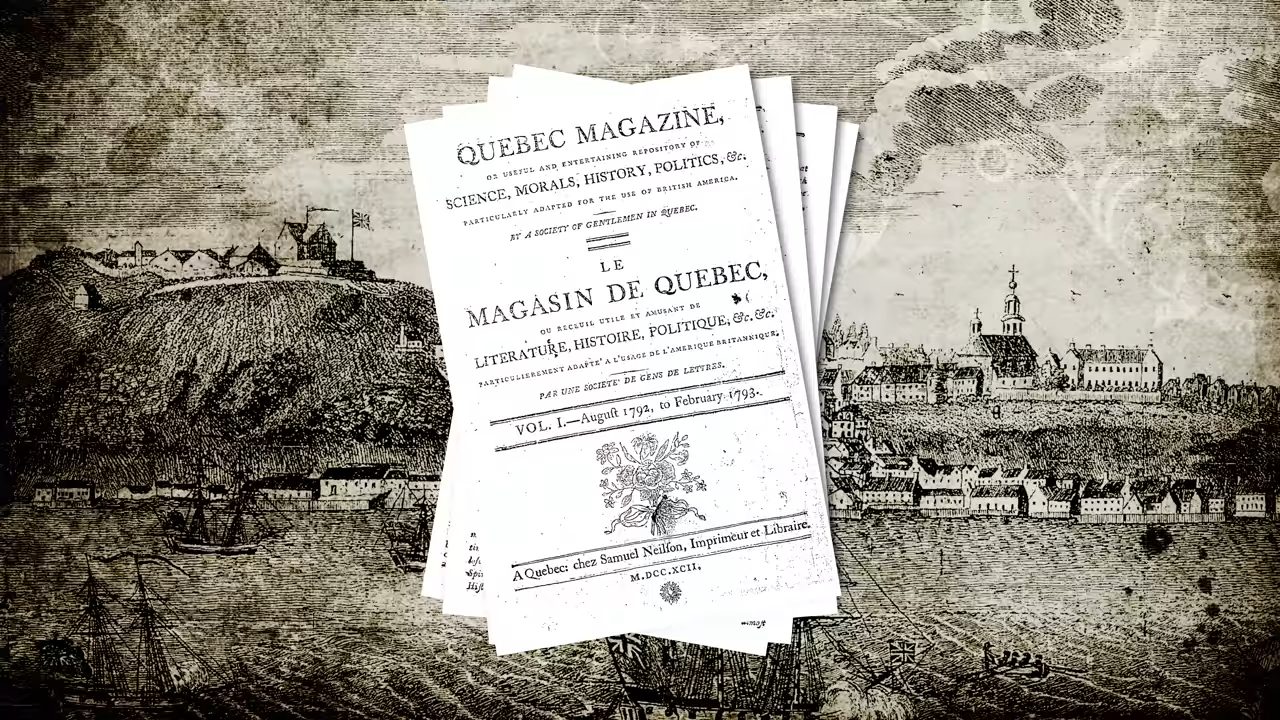 QUEBEC MAGAZINE,
OR USEFUL AND ENTERTAINING REPOSITORY OF
SCIENCE, MORALS, HISTORY, POLITICS, &c.
PARTICULARLY ADAPTED FOR THE USE OF BRITISH AMERICA.
BY A SOCIETY OF GENTLEMEN IN QUEBEC.
LE
MAGASIN DE QUEBEC,
OU RECUEIL UTILE ET AMUSANT DE
LITERATURE, HISTOIRE, POLITIQUE, &c. &c.
PARTICULIEREMENT ADAPTE' A L'USAGE DE L'AMERIQUE BRITANNIQUE.
PAR UNE SOCIETE' DE GENS DE LETTRES.
VOL. I.—Auguſt 1792, to February 1793.
A Quebec: chez Samuel Neilſon, Imprimeur et Libraire.
M.DCC.XCII.